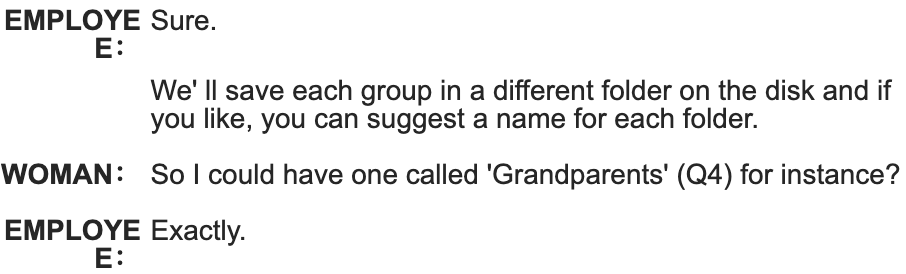 EMPLOYE Sure.
E:
We' ll save each group in a different folder on the disk and if
you like, you can suggest a name for each folder.
WOMAN: So I could have one called 'Grandparents' (Q4) for instance?
EMPLOYE Exactly.
E: